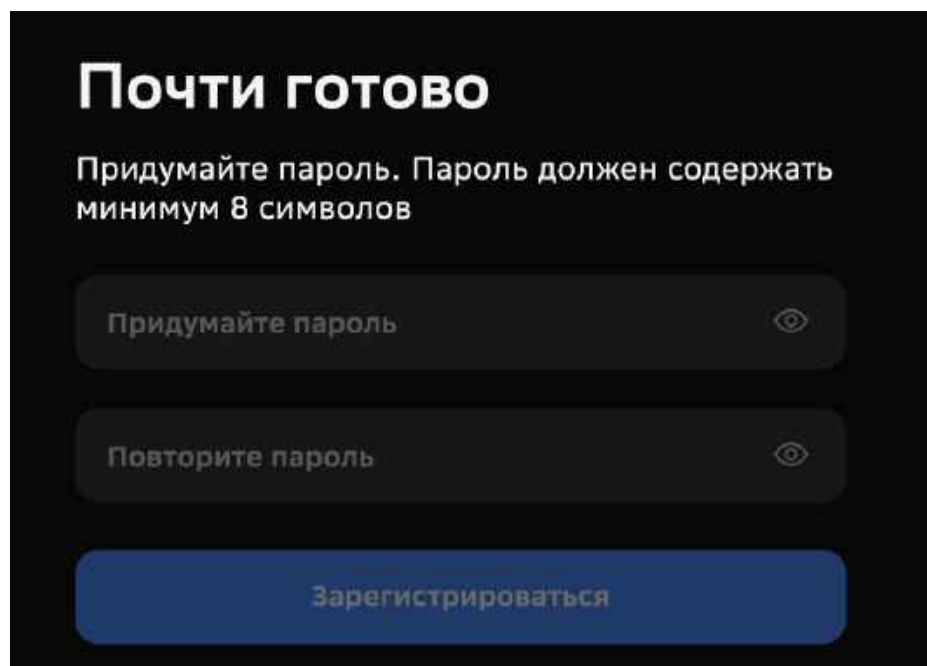 Почти готово
Придумайте пароль. Пароль должен содержать
минимум 8 символов
Придумайте пароль
Повторите пароль
Зарегистрироваться